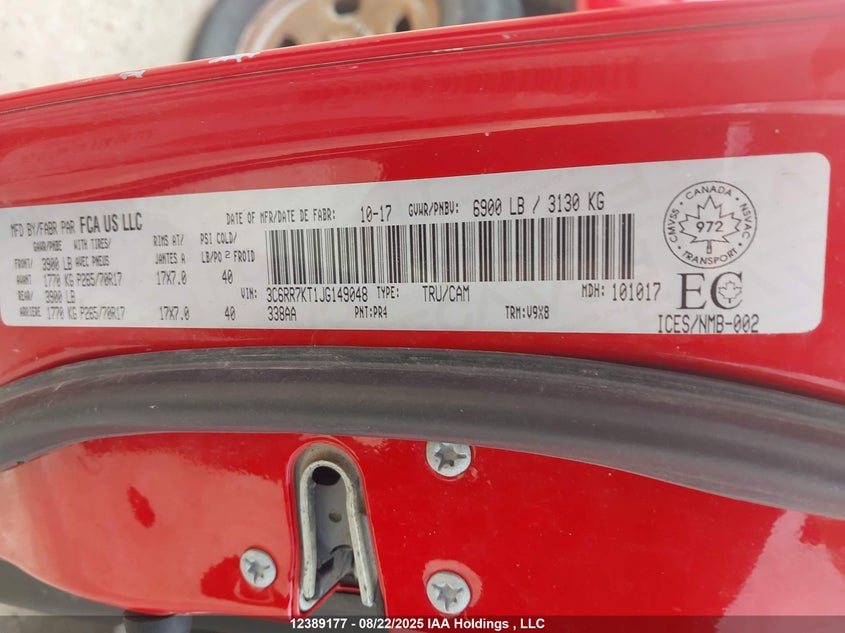 MFD BY/FABR PAR FCA US LLC DATE OF MFR/DATE DE FABR: 10-17 GVWR/PNBV: 6900 LB / 3130 KG
GAWR/PNBE WITH TIRES/ RIMS AT/ PSI COLD/
FRONT/ 3900 LB AVEC PNEUS JANTES A LB/PO 2 FROID
AVANT 1770 KG P265/70R17 17X7.0 40
REAR/ 3900 LB
ARRIERE 1770 KG P265/70R17 17X7.0 40
VIN: 3C6RR7KT1JG149048 TYPE: TRU/CAM MDH: 101017
338AA PNT:PR4 TRM:V9X8
CANADA
CMVSS 972 NSVAC
TRANSPORT
EC
ICES/NMB-002
12389177 - 08/22/2025 IAA Holdings , LLC